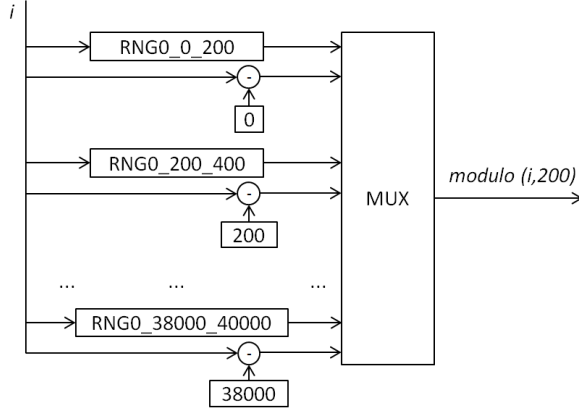 i
RNG0_0_200
-
0
RNG0_200_400
-
200
MUX
modulo (i,200)
... ... ...
RNG0_38000_40000
-
38000